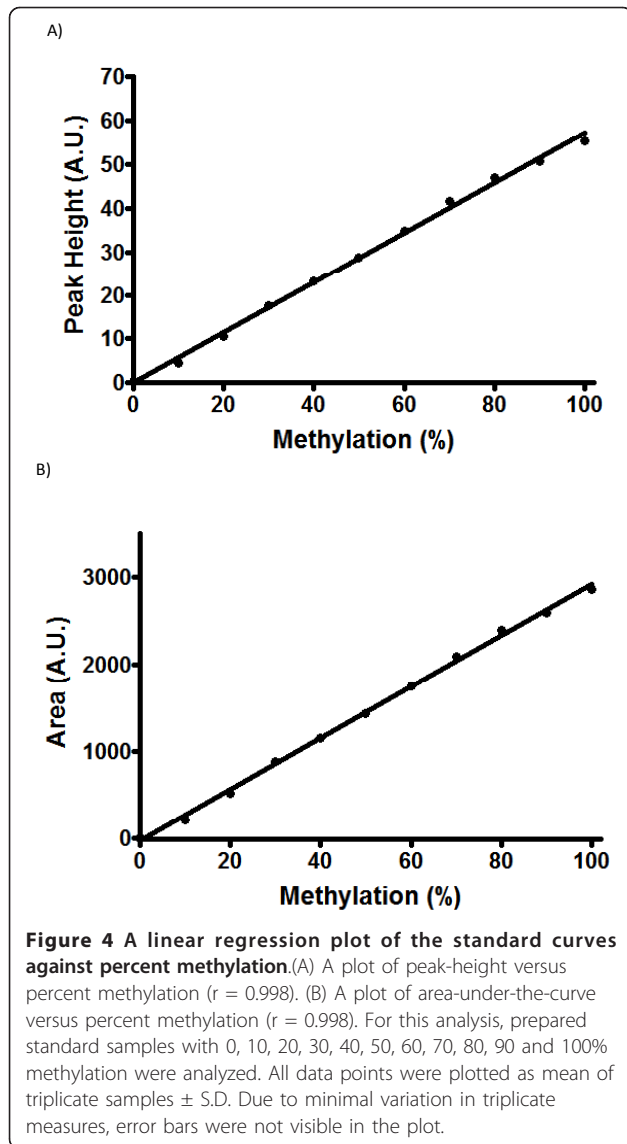 A)
70
60
50
40
30
20
10
0
Peak Height (A.U.)
0 20 40 60 80 100
Methylation (%)
B)
3000
2000
1000
0
Area (A.U.)
0 20 40 60 80 100
Methylation (%)
Figure 4 A linear regression plot of the standard curves
against percent methylation.(A) A plot of peak-height versus
percent methylation (r = 0.998). (B) A plot of area-under-the-curve
versus percent methylation (r = 0.998). For this analysis, prepared
standard samples with 0, 10, 20, 30, 40, 50, 60, 70, 80, 90 and 100%
methylation were analyzed. All data points were plotted as mean of
triplicate samples ± S.D. Due to minimal variation in triplicate
measures, error bars were not visible in the plot.